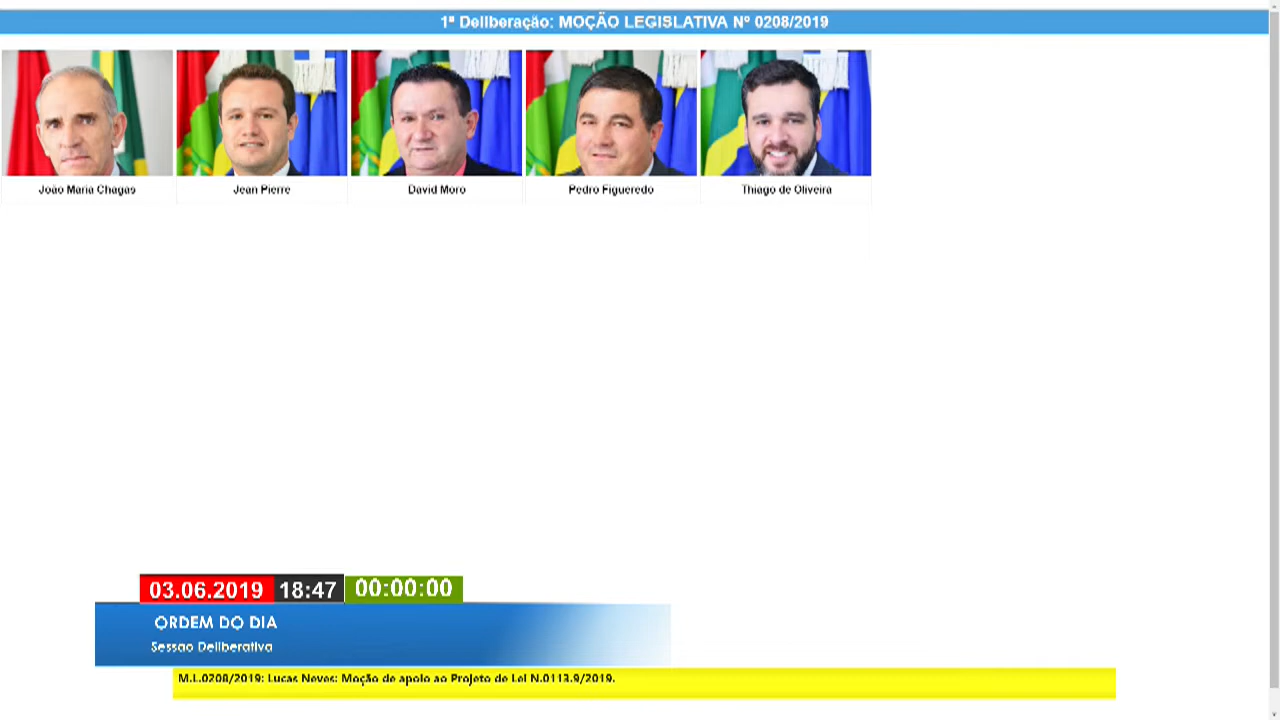 1ª Deliberação: MOÇÃO LEGISLATIVA Nº 0208/2019
João Maria Chagas
Jean Pierre
David Moro
Pedro Figueredo
Thiago de Oliveira
03.06.2019 18:47 00:00:00
ORDEM DO DIA
Sessao Deliberativa
M.L.0208/2019: Lucas Neves: Moção de apoio ao Projeto de Lei N.0113.9/2019.